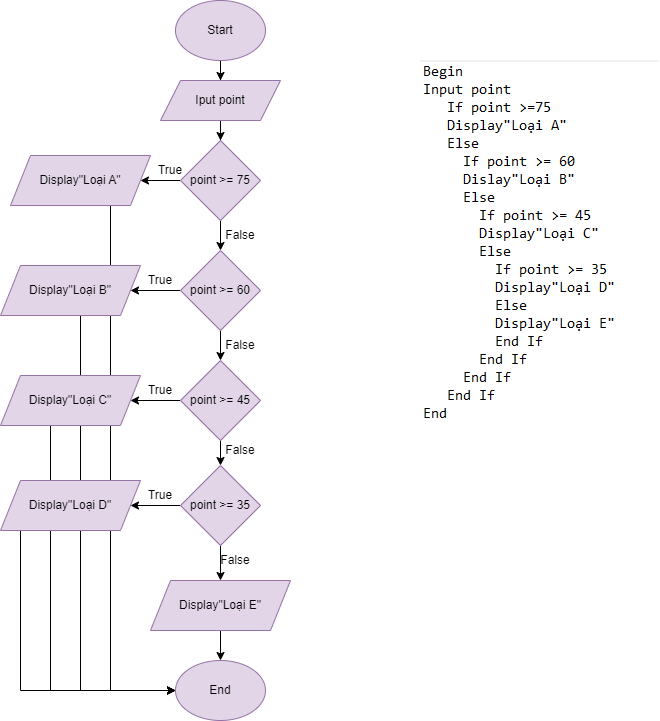 Start
Iput point
point >= 75
True
Display"Loại A"
False
point >= 60
True
Display"Loại B"
False
point >= 45
True
Display"Loại C"
False
point >= 35
True
Display"Loại D"
False
Display"Loại E"
End
Begin
Input point
If point >=75
Display"Loại A"
Else
If point >= 60
Dislay"Loại B"
Else
If point >= 45
Display"Loại C"
Else
If point >= 35
Display"Loại D"
Else
Display"Loại E"
End If
End If
End If
End If
End